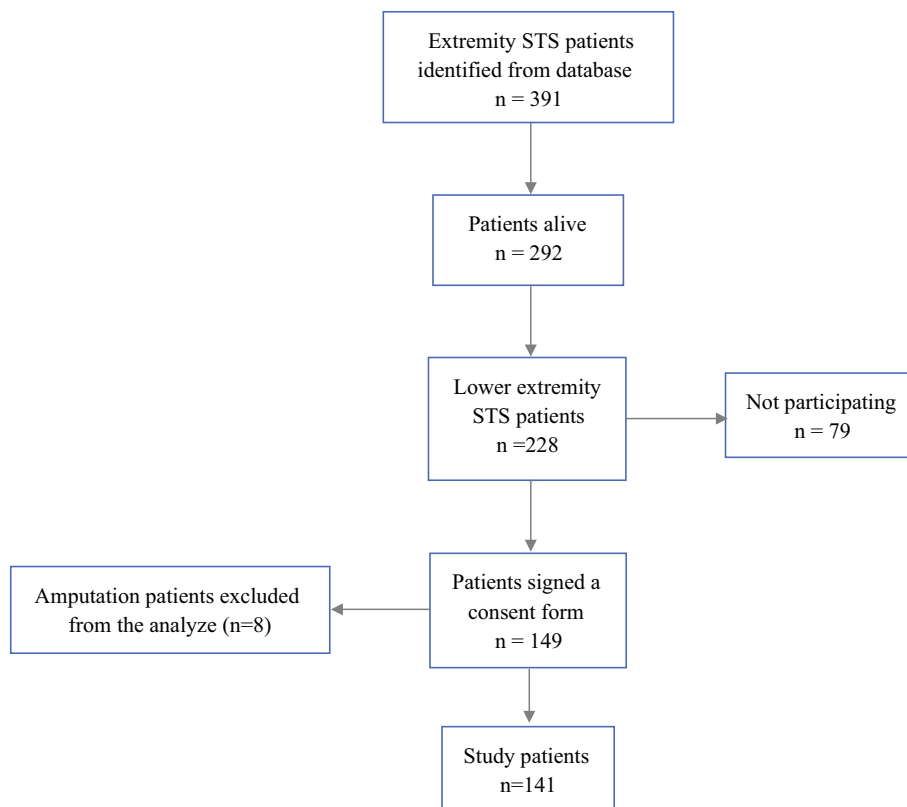 Extremity STS patients
identified from database
n = 391
Patients alive
n = 292
Lower extremity
STS patients
n =228
Not participating
n = 79
Patients signed a
consent form
n = 149
Amputation patients excluded
from the analyze (n=8)
Study patients
n=141